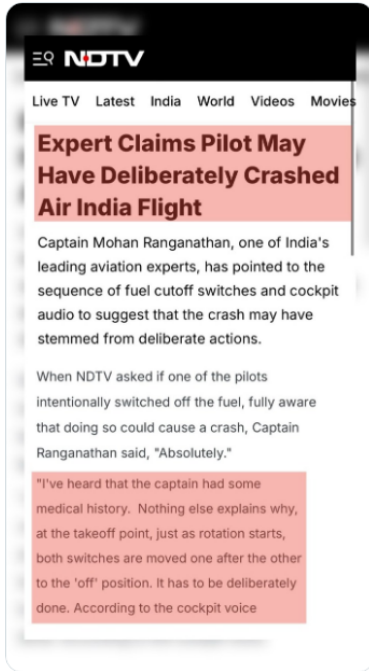 NDTV
Live TV Latest India World Videos Movies
Expert Claims Pilot May
Have Deliberately Crashed
Air India Flight
Captain Mohan Ranganathan, one of India's
leading aviation experts, has pointed to the
sequence of fuel cutoff switches and cockpit
audio to suggest that the crash may have
stemmed from deliberate actions.
When NDTV asked if one of the pilots
intentionally switched off the fuel, fully aware
that doing so could cause a crash, Captain
Ranganathan said, "Absolutely."
"I've heard that the captain had some
medical history. Nothing else explains why,
at the takeoff point, just as rotation starts,
both switches are moved one after the other
to the 'off' position. It has to be deliberately
done. According to the cockpit voice